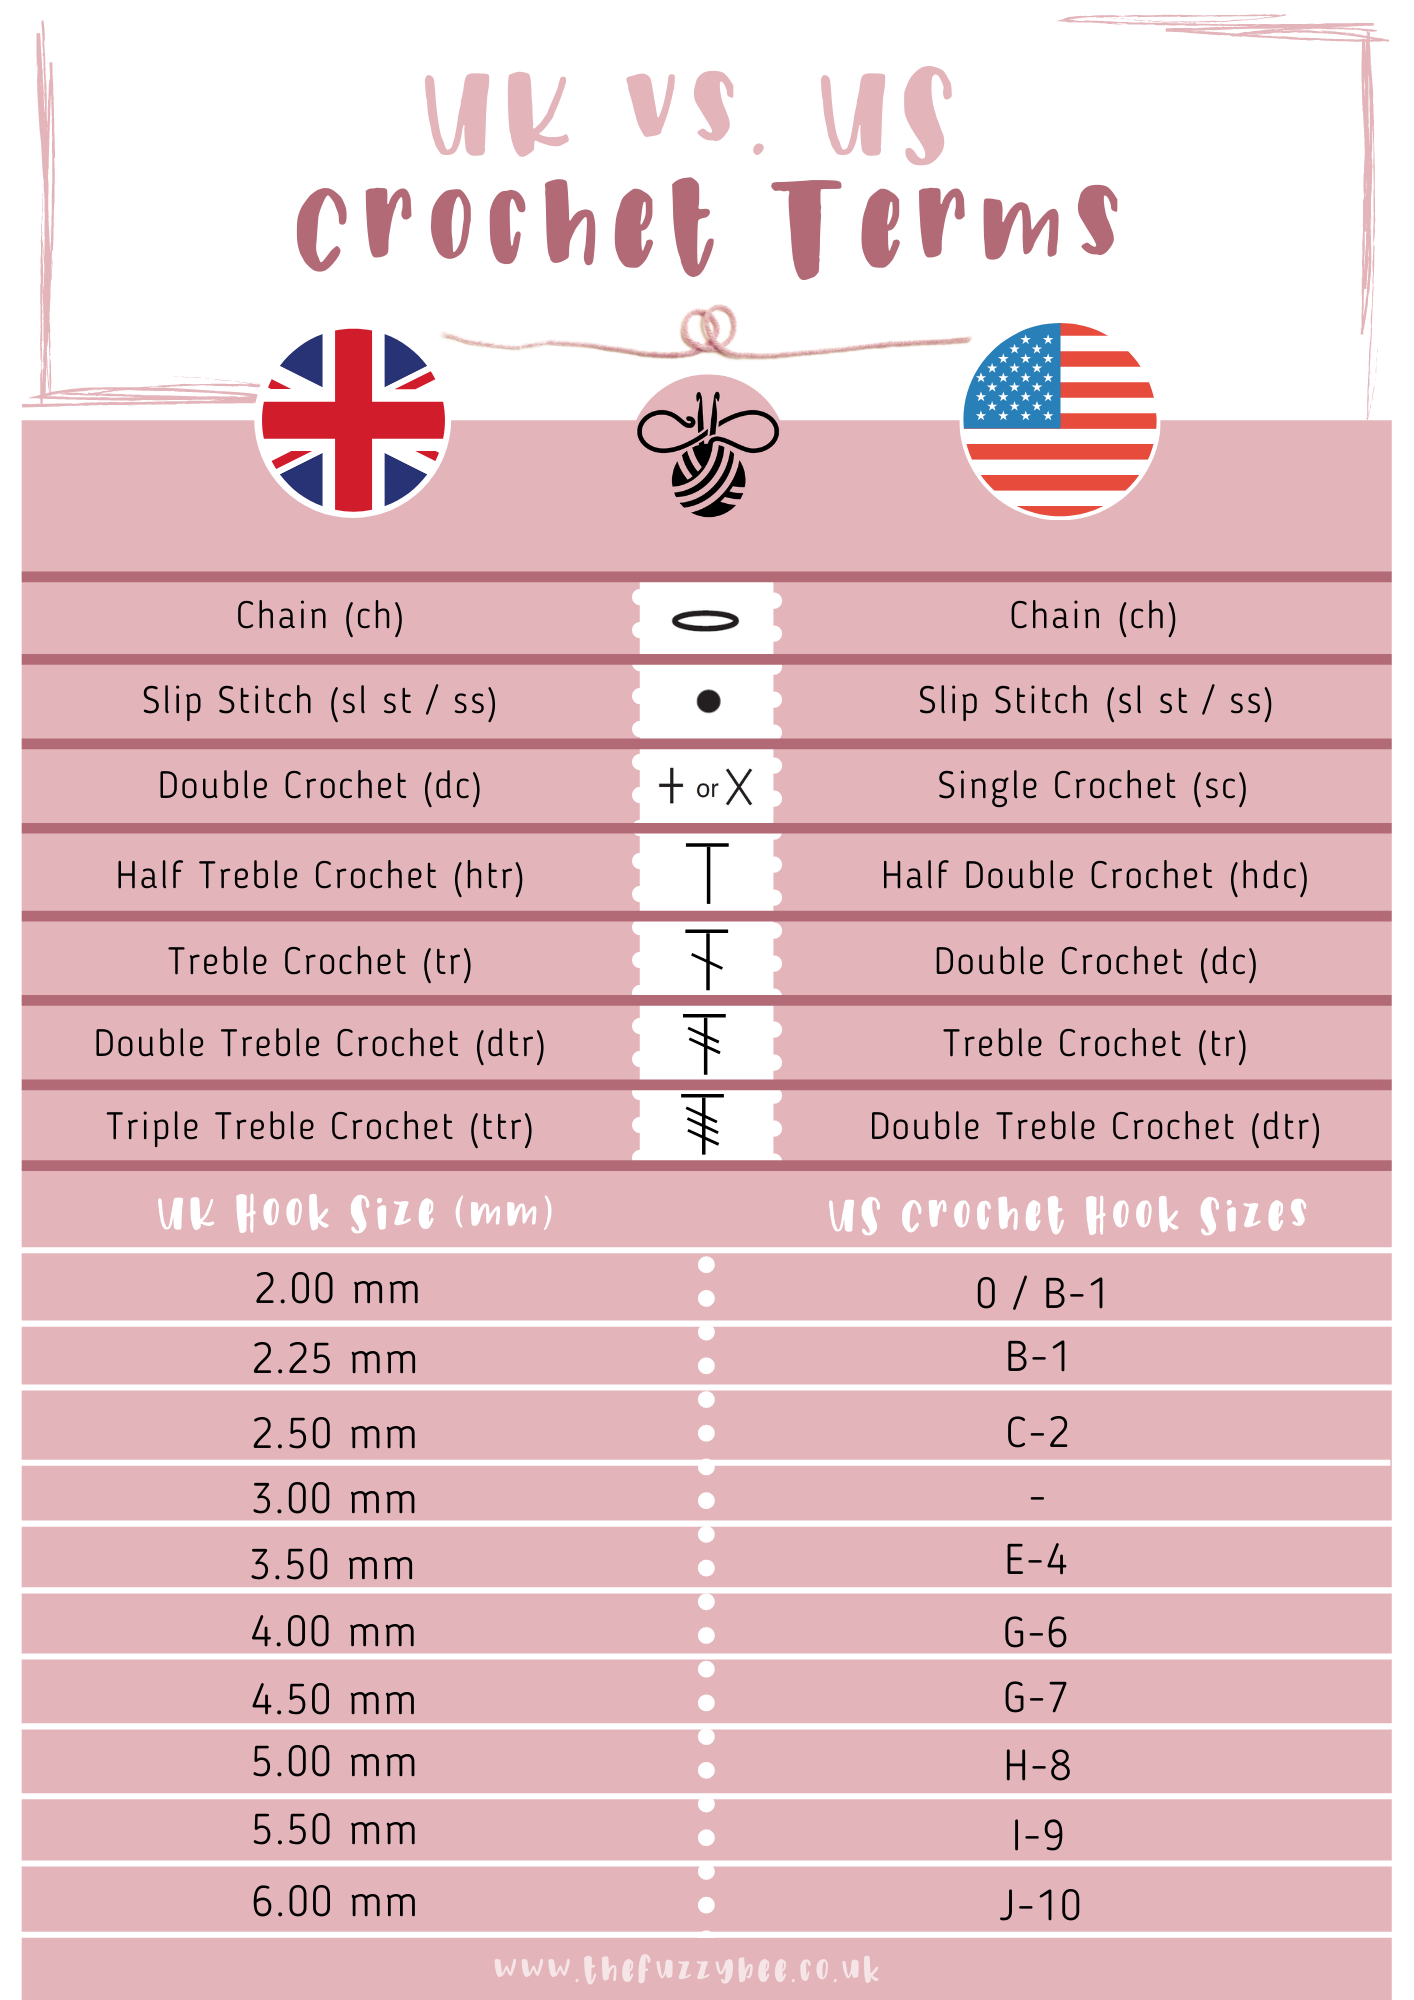 UK vs. US
Crochet Terms
Chain (ch) Chain (ch)
Slip Stitch (sl st / ss) Slip Stitch (sl st / ss)
Double Crochet (dc) + or X Single Crochet (sc)
Half Treble Crochet (htr) Half Double Crochet (hdc)
Treble Crochet (tr) Double Crochet (dc)
Double Treble Crochet (dtr) Treble Crochet (tr)
Triple Treble Crochet (ttr) Double Treble Crochet (dtr)
UK Hook Size (mm) US Crochet Hook Sizes
2.00 mm 0 / B-1
2.25 mm B-1
2.50 mm C-2
3.00 mm -
3.50 mm E-4
4.00 mm G-6
4.50 mm G-7
5.00 mm H-8
5.50 mm I-9
6.00 mm J-10
www.thefuzzybee.co.uk